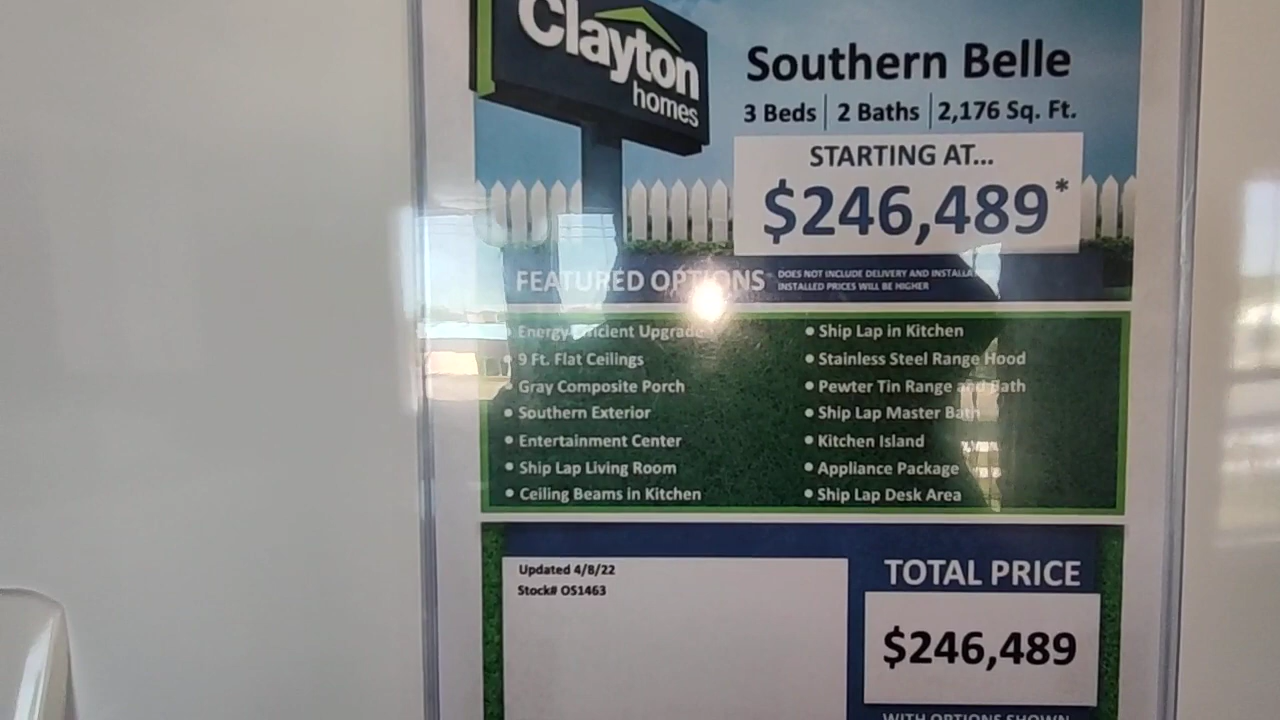 Clayton
homes
Southern Belle
3 Beds | 2 Baths | 2,176 Sq. Ft.
STARTING AT...
$246,489*
FEATURED OPTIONS
DOES NOT INCLUDE DELIVERY AND
INSTALLED PRICES WILL BE HIGHER
• Energy Efficient Upgrade
• 9 Ft. Flat Ceilings
• Gray Composite Porch
• Southern Exterior
• Entertainment Center
• Ship Lap Living Room
• Ceiling Beams in Kitchen
• Ship Lap in Kitchen
• Stainless Steel Range Hood
• Pewter Tin Range and Bath
• Ship Lap Master Bath
• Kitchen Island
• Appliance Package
• Ship Lap Desk Area
Updated 4/8/22
Stock# OS1463
TOTAL PRICE
$246,489
WITH OPTIONS SHOWN